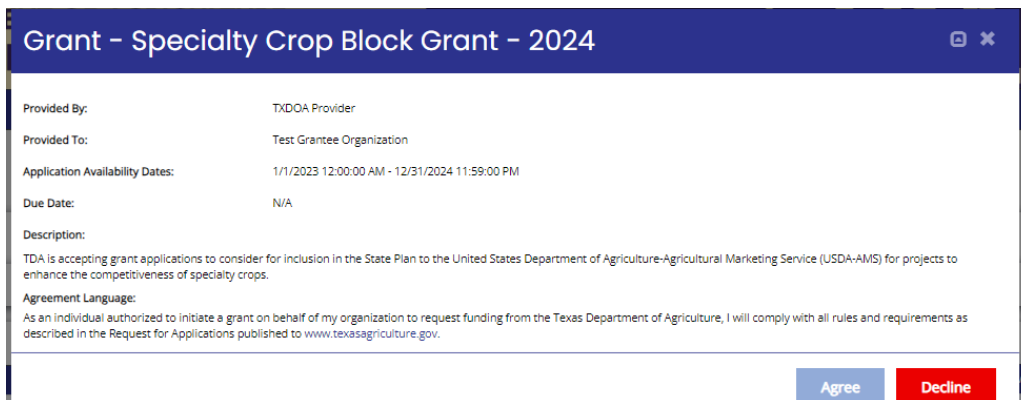 Grant - Specialty Crop Block Grant - 2024
Provided By: TXDOA Provider
Provided To: Test Grantee Organization
Application Availability Dates: 1/1/2023 12:00:00 AM - 12/31/2024 11:59:00 PM
Due Date: N/A
Description:
TDA is accepting grant applications to consider for inclusion in the State Plan to the United States Department of Agriculture-Agricultural Marketing Service (USDA-AMS) for projects to
enhance the competitiveness of specialty crops.
Agreement Language:
As an individual authorized to initiate a grant on behalf of my organization to request funding from the Texas Department of Agriculture, I will comply with all rules and requirements as
described in the Request for Applications published to www.texasagriculture.gov.
Agree Decline